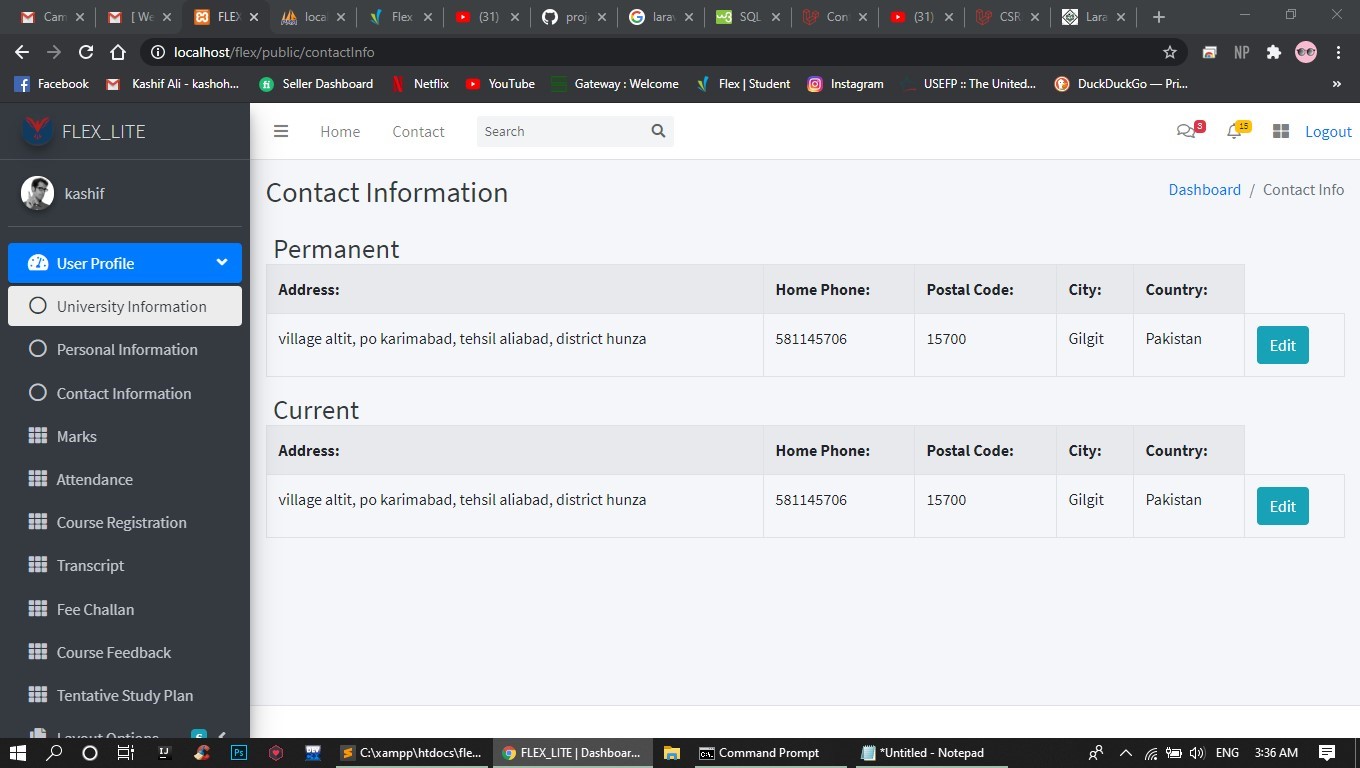 Cam [ We FLEX loca Flex (31) proj lara SQL Con (31) CSR Lara
localhost/flex/public/contactInfo NP
Facebook Kashif Ali - kashoh... Seller Dashboard Netflix YouTube Gateway : Welcome Flex | Student Instagram USEFP :: The United... DuckDuckGo — Pri... »
FLEX_LITE Home Contact Search 3 15 Logout
kashif
Contact Information Dashboard / Contact Info
User Profile
University Information
Personal Information
Contact Information
Marks
Attendance
Course Registration
Transcript
Fee Challan
Course Feedback
Tentative Study Plan
Layout Options 6
Permanent
Address: Home Phone: Postal Code: City: Country:
village altit, po karimabad, tehsil aliabad, district hunza 581145706 15700 Gilgit Pakistan Edit
Current
Address: Home Phone: Postal Code: City: Country:
village altit, po karimabad, tehsil aliabad, district hunza 581145706 15700 Gilgit Pakistan Edit
IJ Ps C:\xampp\htdocs\fle... FLEX_LITE | Dashboar... Command Prompt *Untitled - Notepad ENG 3:36 AM